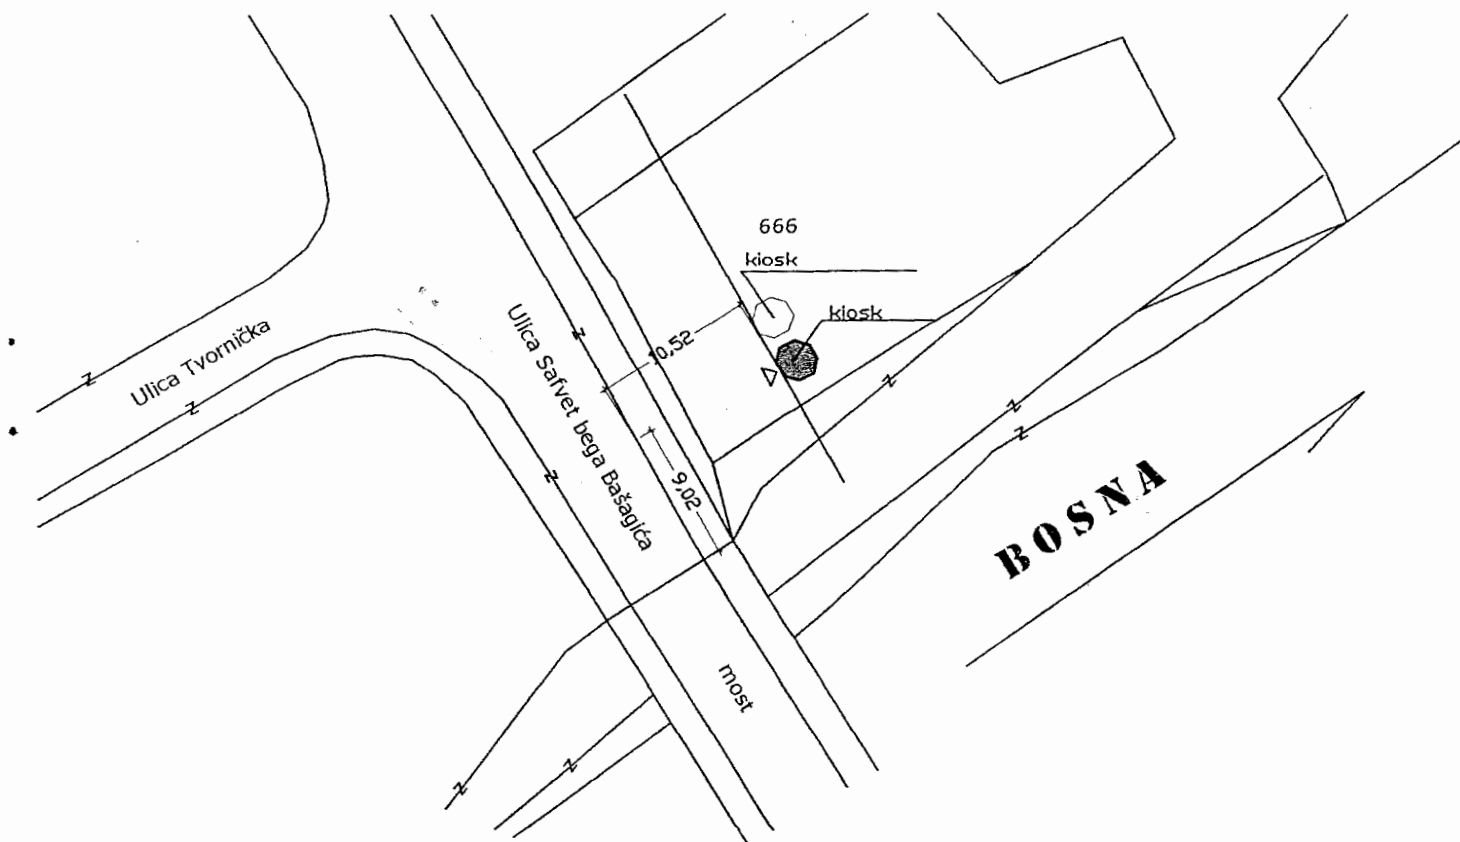 666
kiosk
kiosk
Ulica Tvornička
Ulica Safvet bega Bašagića
10,52
9,02
BOSNA
most